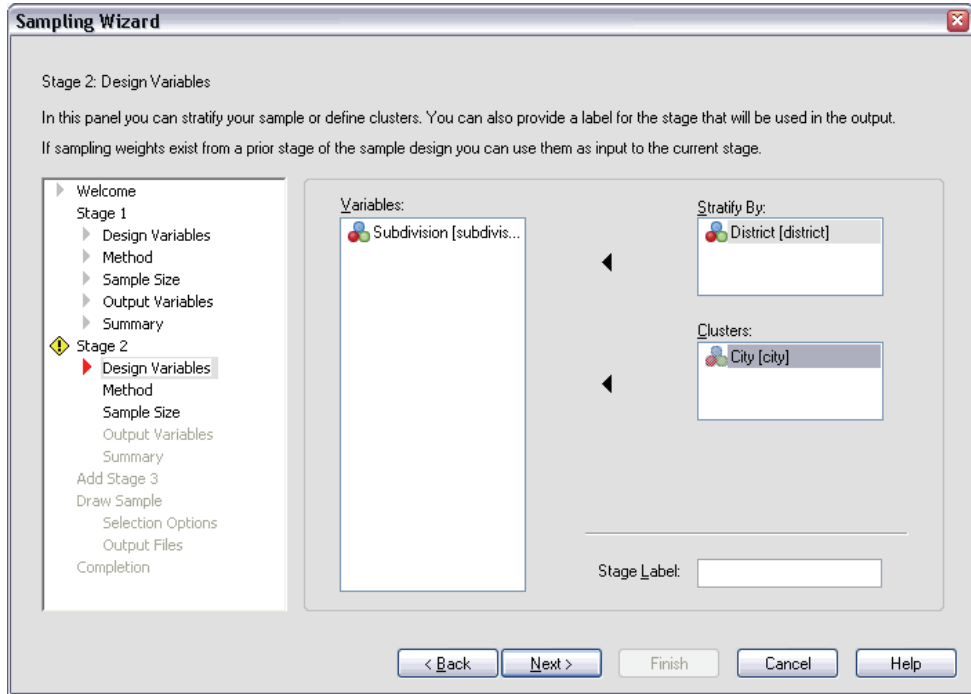 Sampling Wizard
Stage 2: Design Variables
In this panel you can stratify your sample or define clusters. You can also provide a label for the stage that will be used in the output.
If sampling weights exist from a prior stage of the sample design you can use them as input to the current stage.
Welcome
Stage 1
Design Variables
Method
Sample Size
Output Variables
Summary
Stage 2
Design Variables
Method
Sample Size
Output Variables
Summary
Add Stage 3
Draw Sample
Selection Options
Output Files
Completion
Variables:
Subdivision [subdivis...
Stratify By:
District [district]
Clusters:
City [city]
Stage Label:
< Back
Next >
Finish
Cancel
Help